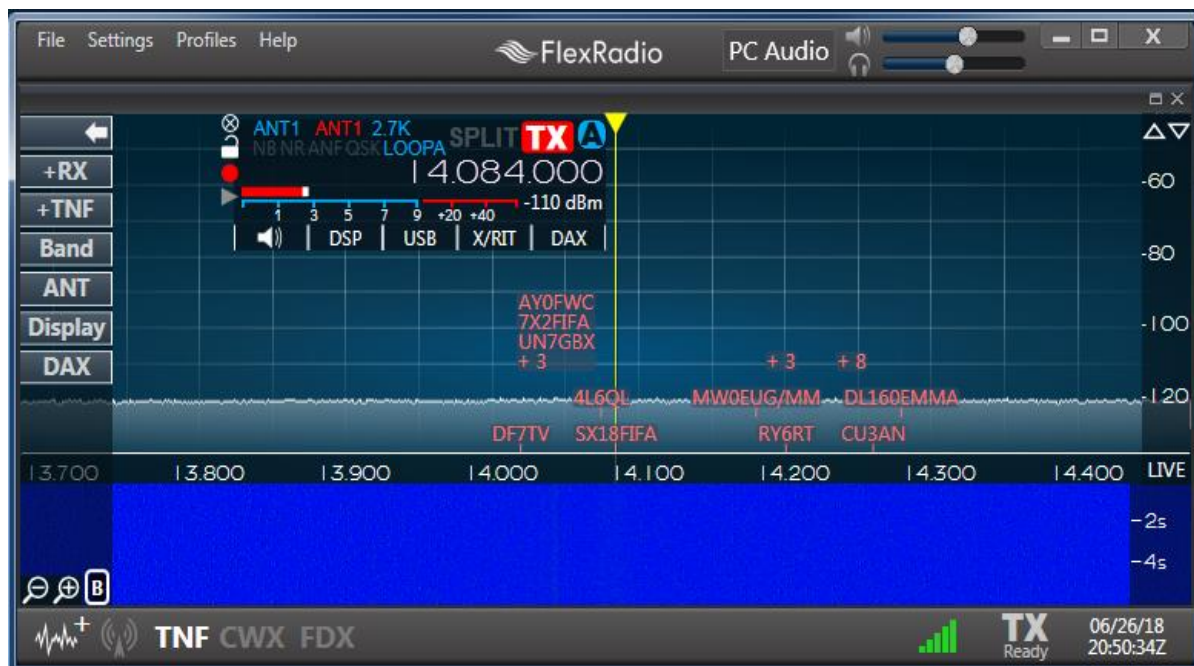 File Settings Profiles Help FlexRadio PC Audio X
ANT1 ANT1 2.7K SPLIT TX A
NB NR ANF QSK LOOPA
+RX
14.084.000
-60
+TNF
-110 dBm
1 3 5 7 9 +20 +40
DSP USB X/RIT DAX
Band
-80
ANT
AY0FWC
7X2FIFA
Display
-100
UN7GBX
DAX
+ 3 + 3 + 8
4L6QL MW0EUG/MM DL160EMMA
-120
DF7TV SX18FIFA RY6RT CU3AN
13.700 13.800 13.900 14.000 14.100 14.200 14.300 14.400 LIVE
-2s
-4s
B
TNF CWX FDX TX 06/26/18
Ready 20:50:34Z